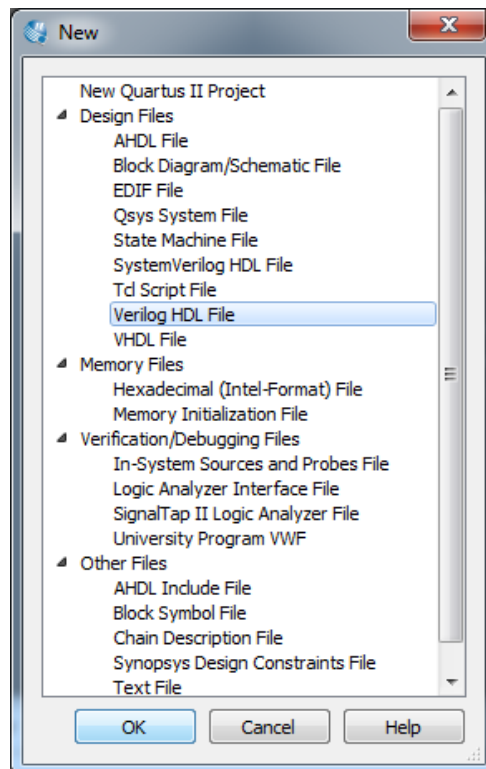 New
New Quartus II Project
Design Files
AHDL File
Block Diagram/Schematic File
EDIF File
Qsys System File
State Machine File
SystemVerilog HDL File
Tcl Script File
Verilog HDL File
VHDL File
Memory Files
Hexadecimal (Intel-Format) File
Memory Initialization File
Verification/Debugging Files
In-System Sources and Probes File
Logic Analyzer Interface File
SignalTap II Logic Analyzer File
University Program VWF
Other Files
AHDL Include File
Block Symbol File
Chain Description File
Synopsys Design Constraints File
Text File
OK Cancel Help